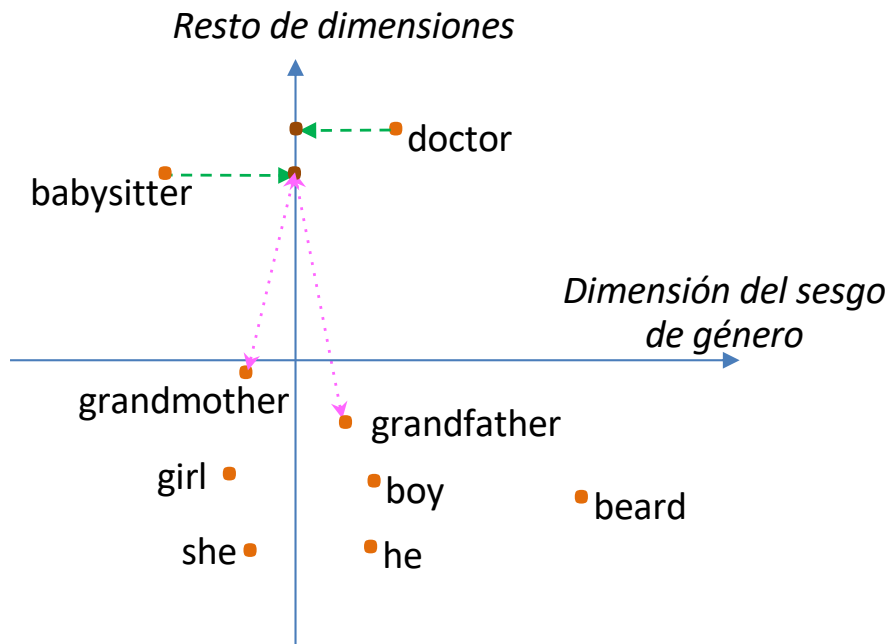 Resto de dimensiones
doctor
babysitter
Dimensión del sesgo
de género
grandmother
grandfather
girl
boy
beard
she
he